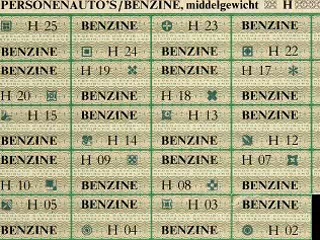 PERSONENAUTO'S/BENZINE, middelgewicht H
H 25 BENZINE H 23 BENZINE
BENZINE H 24 BENZINE H 22
BENZINE H 19 BENZINE H 17
H 20 BENZINE H 18 BENZINE
H 15 BENZINE H 13 BENZINE
BENZINE H 14 BENZINE H 12
BENZINE H 09 BENZINE H 07
H 10 BENZINE H 08 BENZINE
H 05 BENZINE H 03 BENZINE
BENZINE H 04 BENZINE H 02